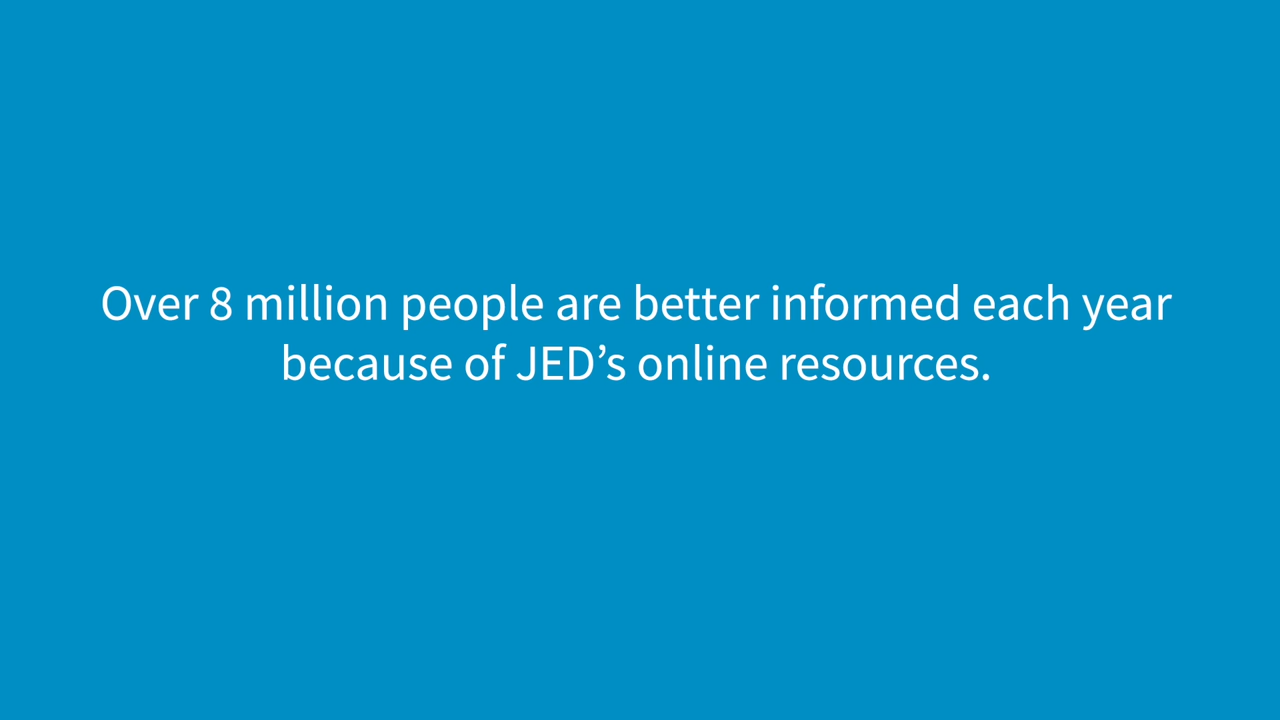 Over 8 million people are better informed each year
because of JED’s online resources.